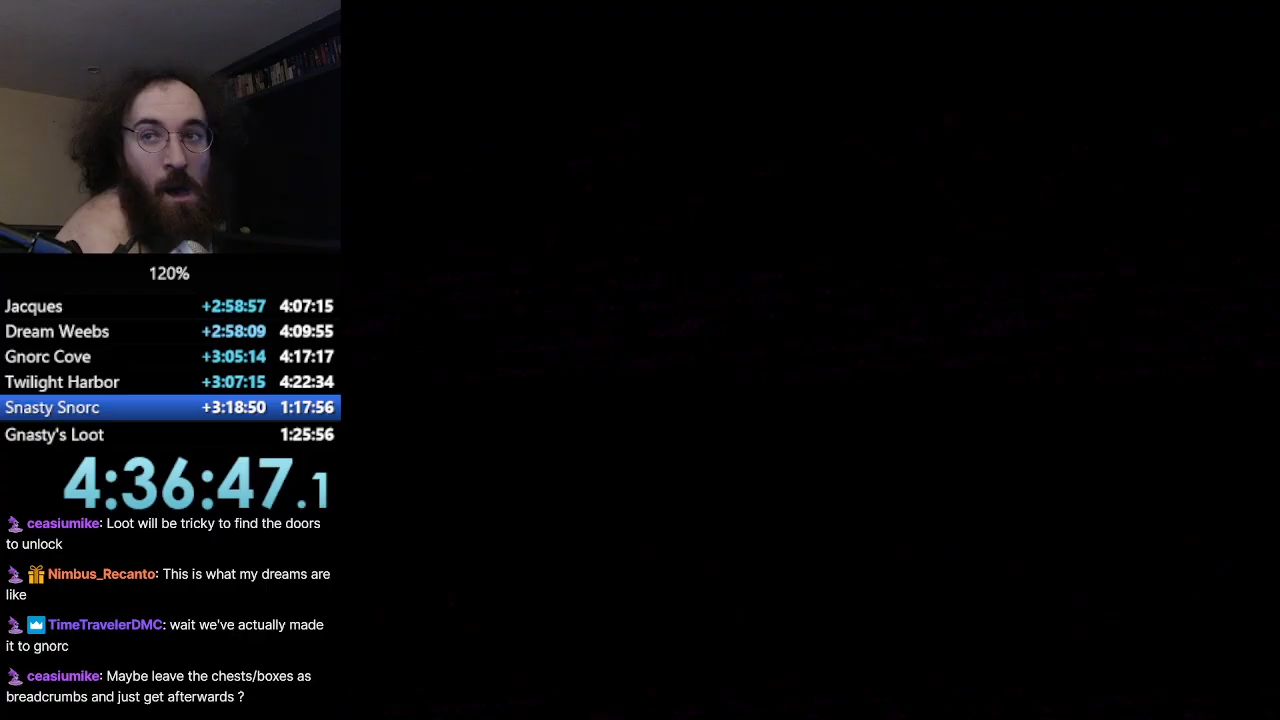 120%
Jacques +2:58:57 4:07:15
Dream Weebs +2:58:09 4:09:55
Gnorc Cove +3:05:14 4:17:17
Twilight Harbor +3:07:15 4:22:34
Snasty Snorc +3:18:50 1:17:56
Gnasty's Loot 1:25:56
4:36:47.1
ceasiumike: Loot will be tricky to find the doors
to unlock
Nimbus_Recanto: This is what my dreams are
like
TimeTravelerDMC: wait we've actually made
it to gnorc
ceasiumike: Maybe leave the chests/boxes as
breadcrumbs and just get afterwards ?